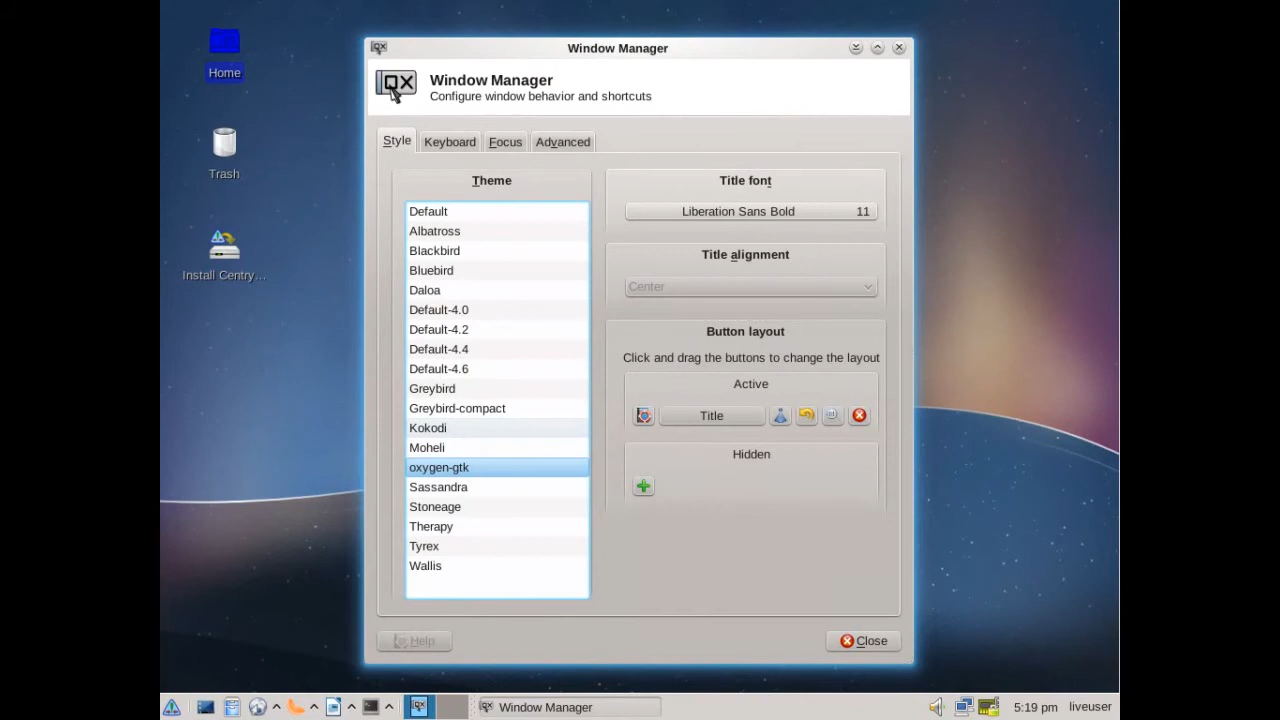 Home
Trash
Install Centry...
Window Manager
Window Manager
Configure window behavior and shortcuts
Style
Keyboard
Focus
Advanced
Theme
Default
Albatross
Blackbird
Bluebird
Daloa
Default-4.0
Default-4.2
Default-4.4
Default-4.6
Greybird
Greybird-compact
Kokodi
Moheli
oxygen-gtk
Sassandra
Stoneage
Therapy
Tyrex
Wallis
Title font
Liberation Sans Bold 11
Title alignment
Center
Button layout
Click and drag the buttons to change the layout
Active
Title
Hidden
Help
Close
Window Manager
5:19 pm
liveuser